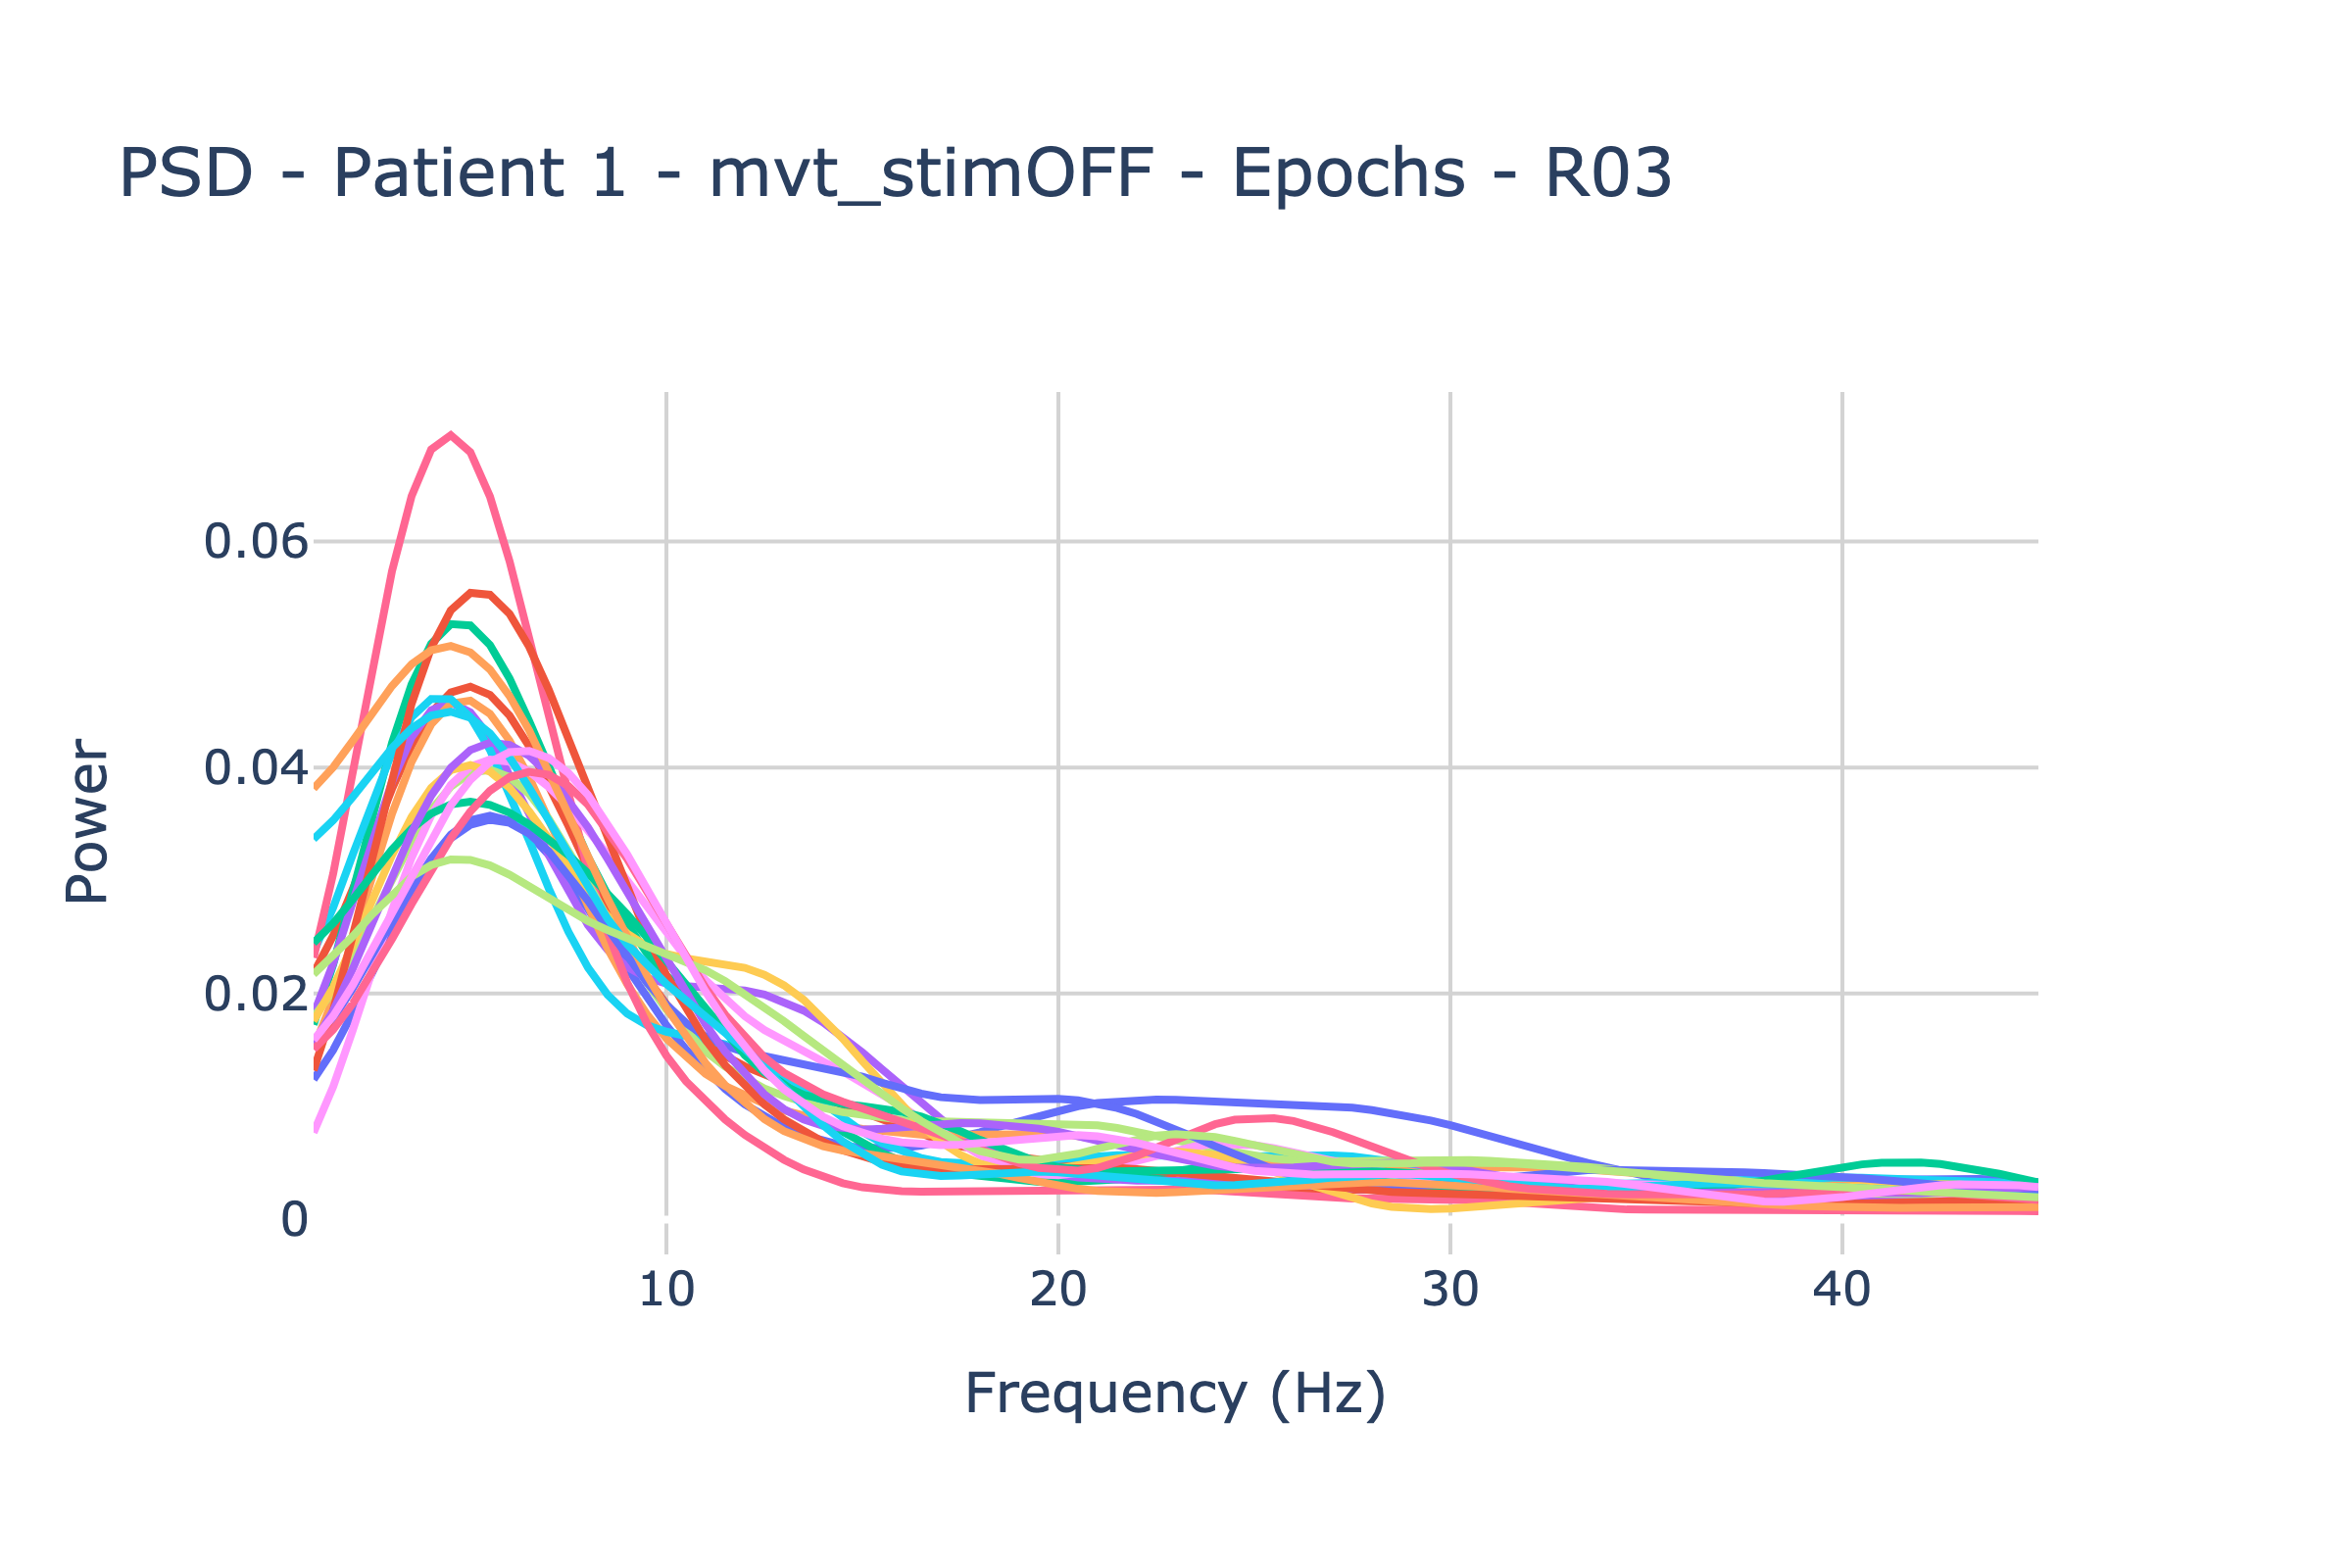 PSD - Patient 1 - mvt_stimOFF - Epochs - R03
Power
0.06
0.04
0.02
0
10 20 30 40
Frequency (Hz)